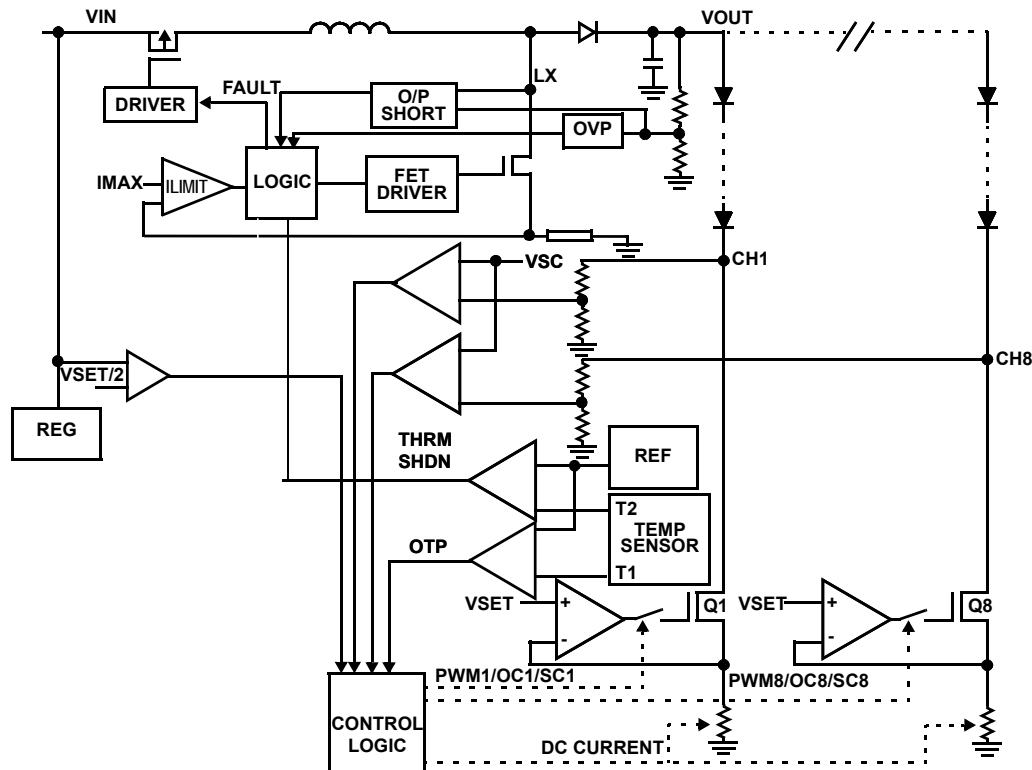 VIN
VOUT
LX
FAULT
DRIVER
O/P
SHORT
OVP
IMAX
ILIMIT
LOGIC
FET
DRIVER
VSC
CH1
CH8
VSET/2
REG
THRM
SHDN
REF
T2
TEMP
SENSOR
T1
OTP
VSET
+
-
Q1
VSET
+
-
Q8
PWM1/OC1/SC1
PWM8/OC8/SC8
CONTROL
LOGIC
DC CURRENT